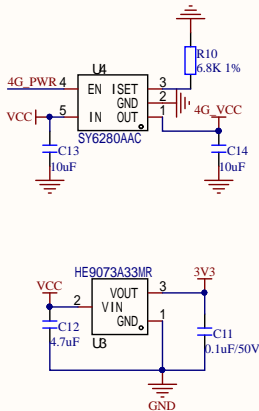 R10
6.8K 1%
U4
4G_PWR 4 EN ISET 3
GND 2
VCC 5 IN OUT 1 4G_VCC
SY6280AAC
C13
10uF
C14
10uF
HE9073A33MR
VCC 2 VIN VOUT 3 3V3
GND 1
U3
C12
4.7uF
C11
0.1uF/50V
GND